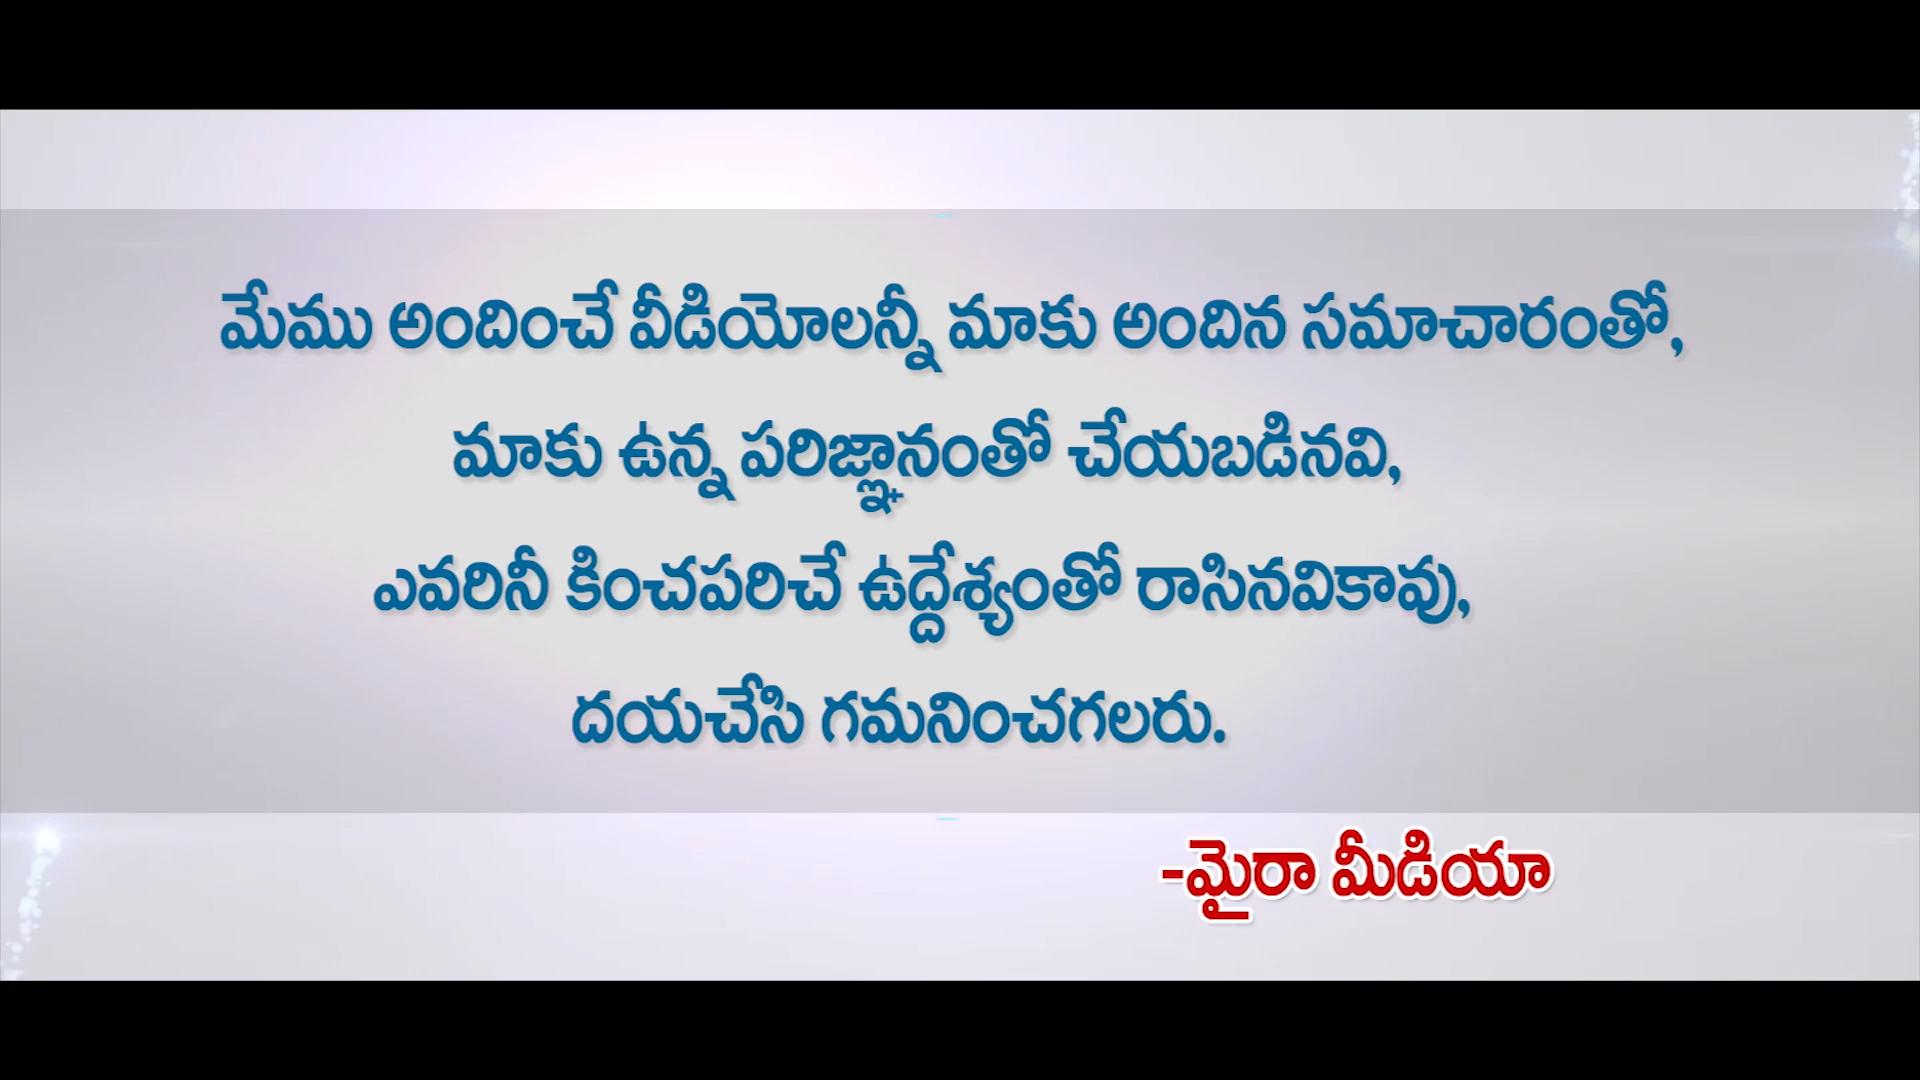 మేము అందించే వీడియోలన్నీ మాకు అందిన సమాచారంతో,
మాకు ఉన్న పరిజ్ఞానంతో చేయబడినవి,
ఎవరినీ కించపరిచే ఉద్దేశ్యంతో రాసినవికావు,
దయచేసి గమనించగలరు.
-మైరా మీడియా